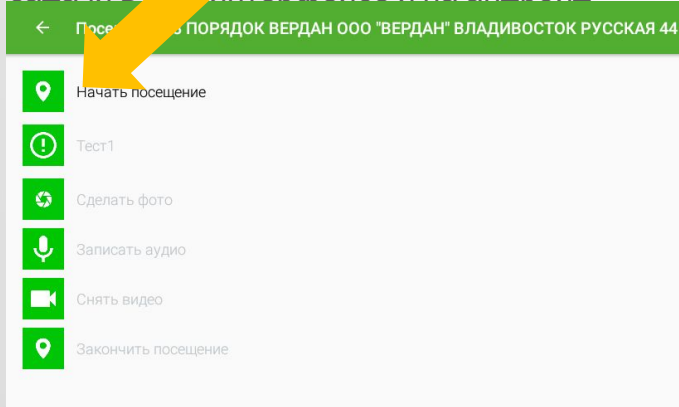 ПОРЯДОК ВЕРДАН ООО "ВЕРДАН" ВЛАДИВОСТОК РУССКАЯ 44
Начать посещение
Тест1
Сделать фото
Записать аудио
Снять видео
Закончить посещение